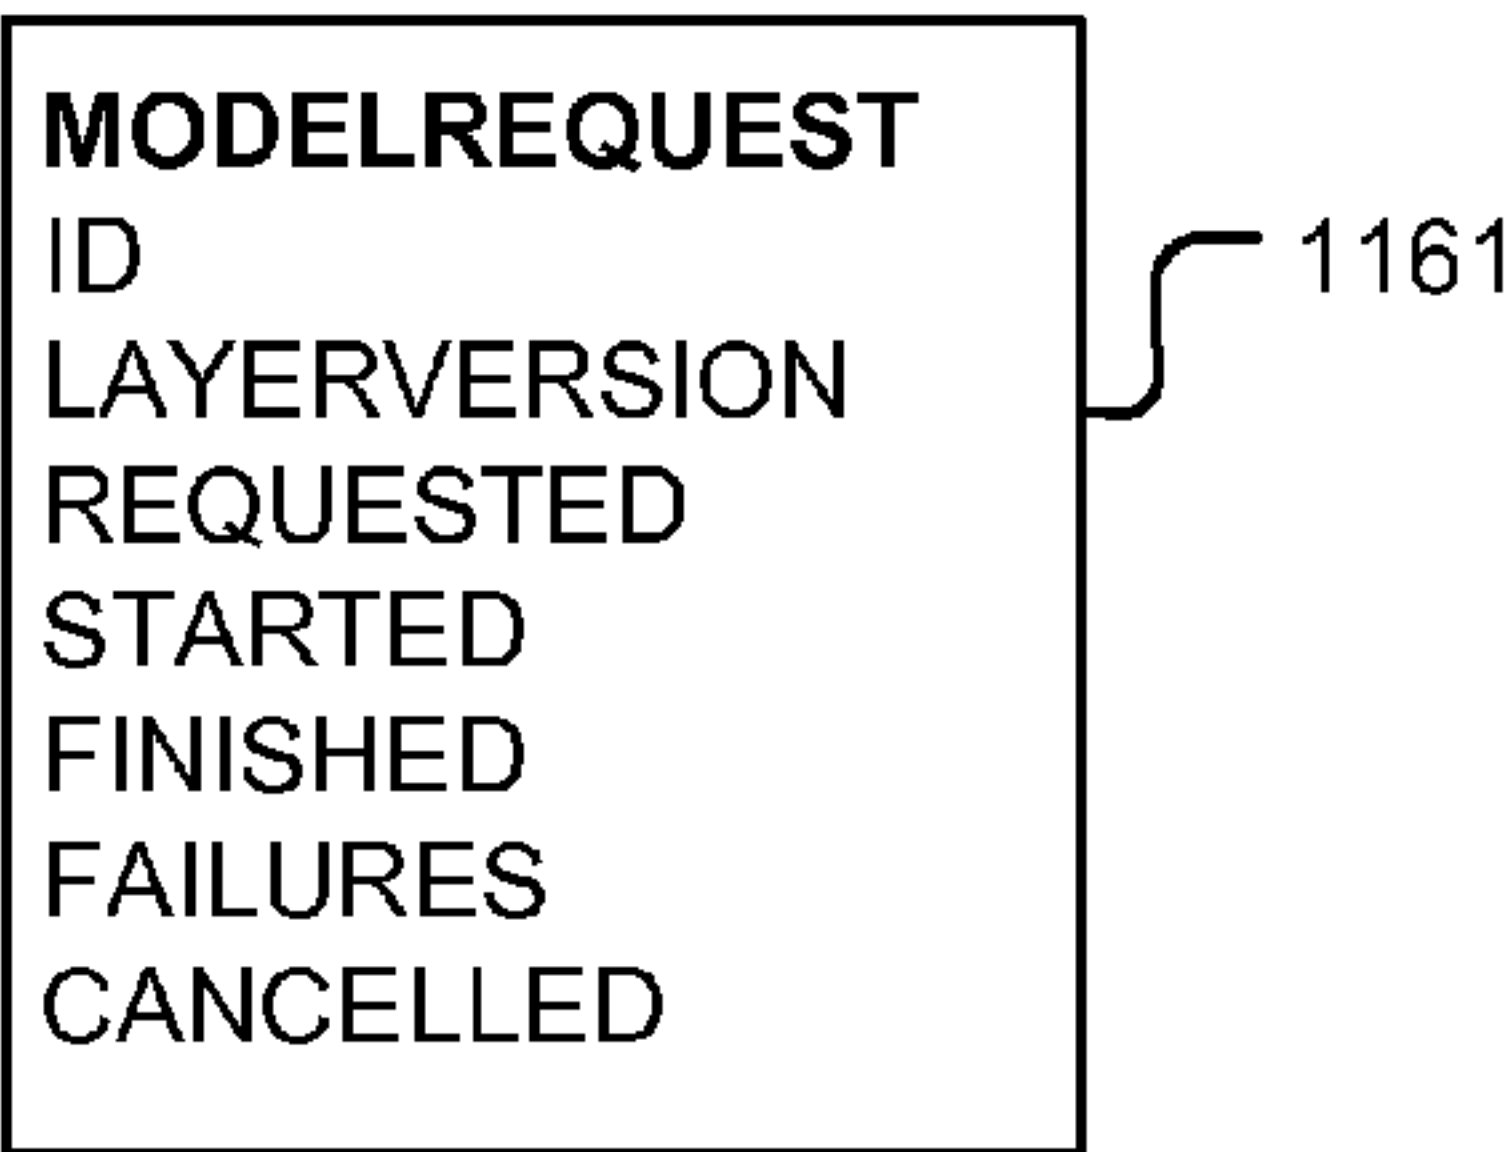 MODELREQUEST
ID
LAYERVERSION
REQUESTED
STARTED
FINISHED
FAILURES
CANCELLED
1161